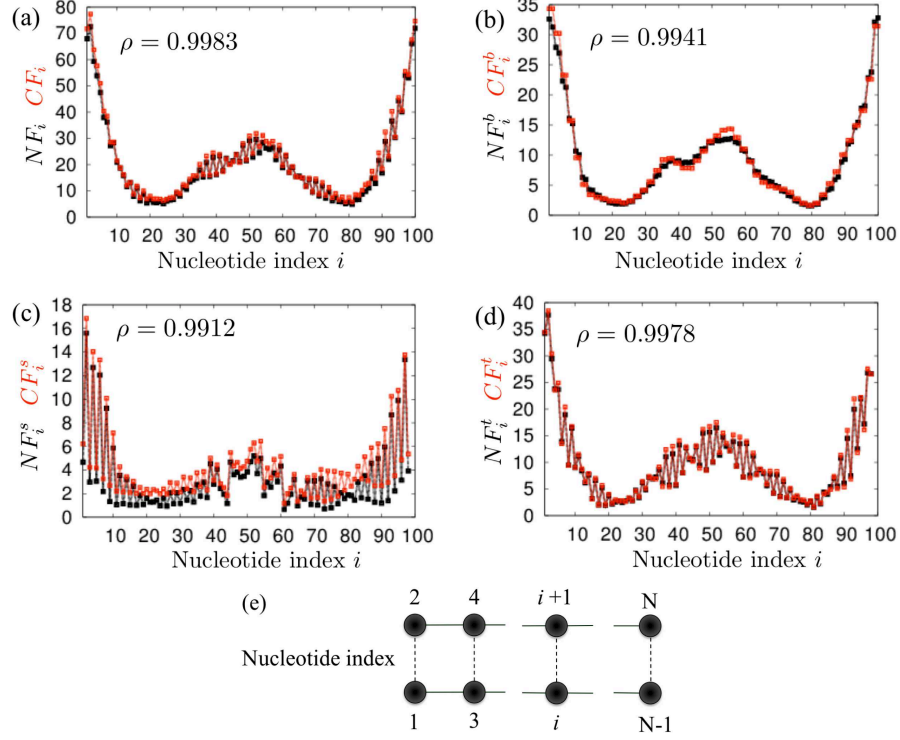 (a)
ρ = 0.9983
NF_i CF_i
80
70
60
50
40
30
20
10
0
10 20 30 40 50 60 70 80 90 100
Nucleotide index i
(b)
ρ = 0.9941
NF_i^b CF_i^b
35
30
25
20
15
10
5
0
10 20 30 40 50 60 70 80 90 100
Nucleotide index i
(c)
ρ = 0.9912
NF_i^s CF_i^s
18
16
14
12
10
8
6
4
2
0
10 20 30 40 50 60 70 80 90 100
Nucleotide index i
(d)
ρ = 0.9978
NF_i^t CF_i^t
40
35
30
25
20
15
10
5
0
10 20 30 40 50 60 70 80 90 100
Nucleotide index i
(e)
2 4 i+1 N
Nucleotide index
1 3 i N-1